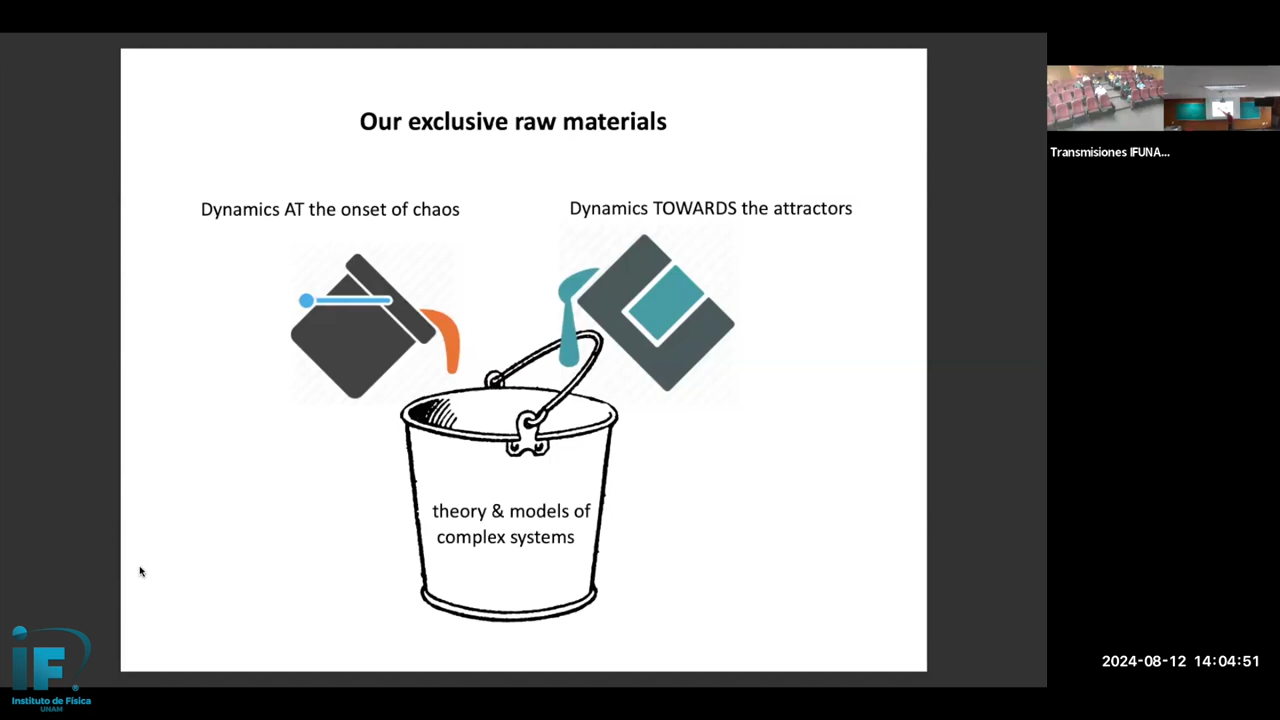 Our exclusive raw materials
Dynamics AT the onset of chaos
Dynamics TOWARDS the attractors
theory & models of
complex systems
Transmisiones IFUNA...
2024-08-12 14:04:51
iF
Instituto de Física
UNAM